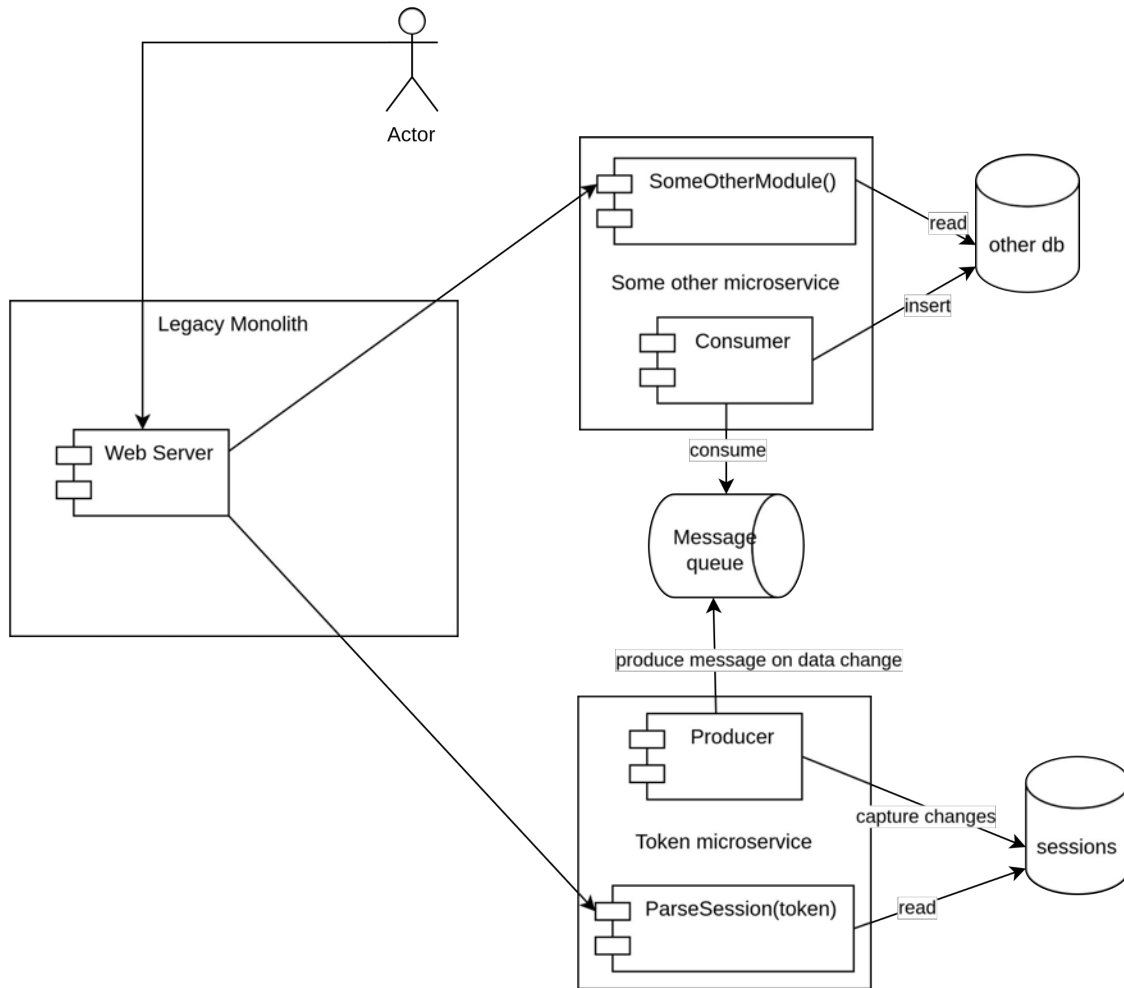 Actor
SomeOtherModule()
read
other db
Some other microservice
insert
Legacy Monolith
Consumer
Web Server
consume
Message
queue
produce message on data change
Producer
capture changes
Token microservice
sessions
ParseSession(token)
read